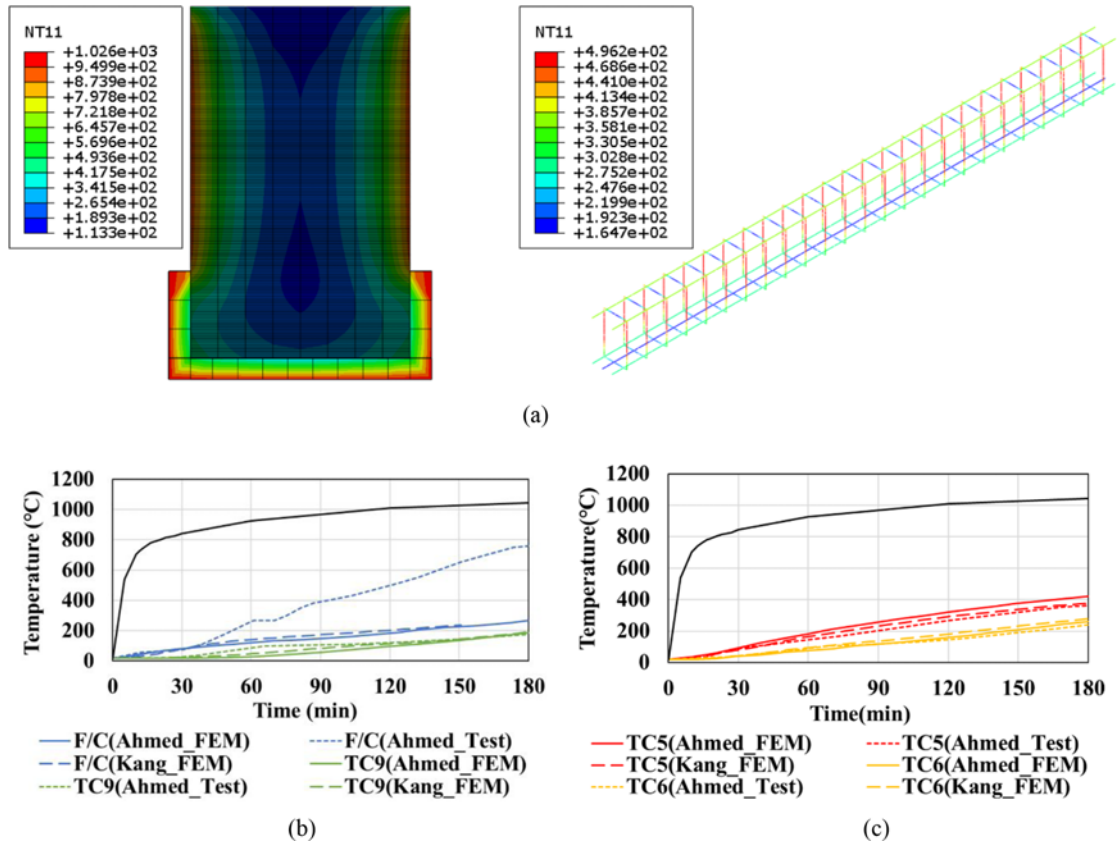 NT11
+1.026e+03
+9.499e+02
+8.739e+02
+7.978e+02
+7.218e+02
+6.457e+02
+5.696e+02
+4.936e+02
+4.175e+02
+3.415e+02
+2.654e+02
+1.893e+02
+1.133e+02
NT11
+4.962e+02
+4.686e+02
+4.410e+02
+4.134e+02
+3.857e+02
+3.581e+02
+3.305e+02
+3.028e+02
+2.752e+02
+2.476e+02
+2.199e+02
+1.923e+02
+1.647e+02
(a)
Temperature (°C)
1200
1000
800
600
400
200
0
0 30 60 90 120 150 180
Time (min)
F/C(Ahmed_FEM) F/C(Ahmed_Test)
F/C(Kang_FEM) TC9(Ahmed_FEM)
TC9(Ahmed_Test) TC9(Kang_FEM)
(b)
Temperature(°C)
1200
1000
800
600
400
200
0
0 30 60 90 120 150 180
Time(min)
TC5(Ahmed_FEM) TC5(Ahmed_Test)
TC5(Kang_FEM) TC6(Ahmed_FEM)
TC6(Ahmed_Test) TC6(Kang_FEM)
(c)